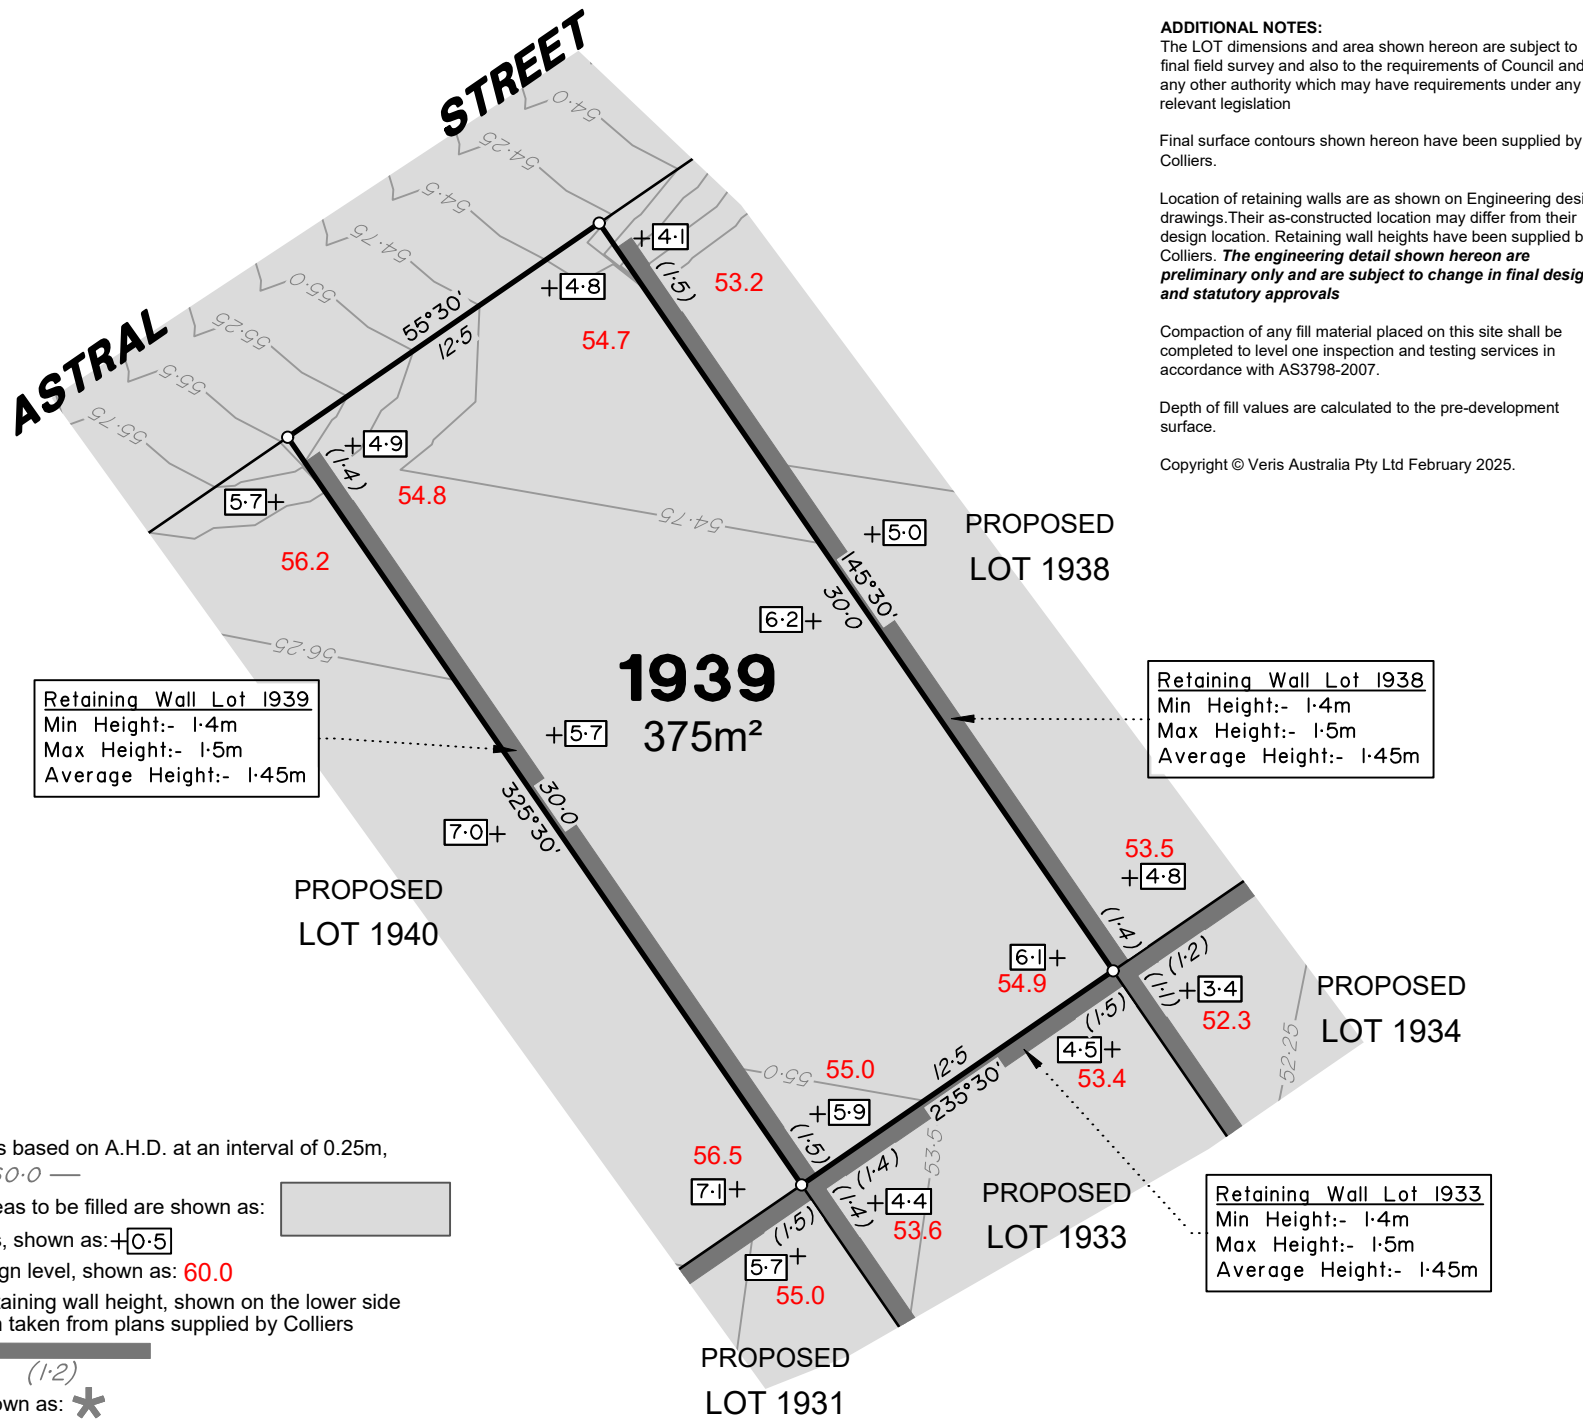 ASTRAL STREET
54·0
54·25
54·5
54·75
55·0
55·25
55·5
55·75
ADDITIONAL NOTES:
The LOT dimensions and area shown hereon are subject to
final field survey and also to the requirements of Council and
any other authority which may have requirements under any
relevant legislation
Final surface contours shown hereon have been supplied by
Colliers.
Location of retaining walls are as shown on Engineering desi
drawings.Their as-constructed location may differ from their
design location. Retaining wall heights have been supplied b
Colliers. The engineering detail shown hereon are
preliminary only and are subject to change in final desig
and statutory approvals
Compaction of any fill material placed on this site shall be
completed to level one inspection and testing services in
accordance with AS3798-2007.
Depth of fill values are calculated to the pre-development
surface.
Copyright © Veris Australia Pty Ltd February 2025.
4·1
(1·5)
53.2
4·8
54.7
55°30'
12·5
4·9
(1·4)
54.8
5·7
56.2
54·75
5·0
PROPOSED
LOT 1938
145°30'
30·0
6·2
56·25
1939
375m²
Retaining Wall Lot 1939
Min Height:- 1·4m
Max Height:- 1·5m
Average Height:- 1·45m
5·7
Retaining Wall Lot 1938
Min Height:- 1·4m
Max Height:- 1·5m
Average Height:- 1·45m
30·0
325°30'
7·0
PROPOSED
LOT 1940
53.5
4·8
(1·4)
6·1
54.9
(1·2)
(1·1)
3·4
52.3
PROPOSED
LOT 1934
52·25
(1·5)
4·5
53.4
12·5
235°30'
55.0
55·0
5·9
(1·5)
56.5
7·1
(1·4)
(1·4)
4·4
53.6
53·5
PROPOSED
LOT 1933
(1·5)
5·7
55.0
Retaining Wall Lot 1933
Min Height:- 1·4m
Max Height:- 1·5m
Average Height:- 1·45m
PROPOSED
LOT 1931
s based on A.H.D. at an interval of 0.25m,
60·0
eas to be filled are shown as:
s, shown as: +0·5
gn level, shown as: 60.0
taining wall height, shown on the lower side
n taken from plans supplied by Colliers
(1·2)
own as: